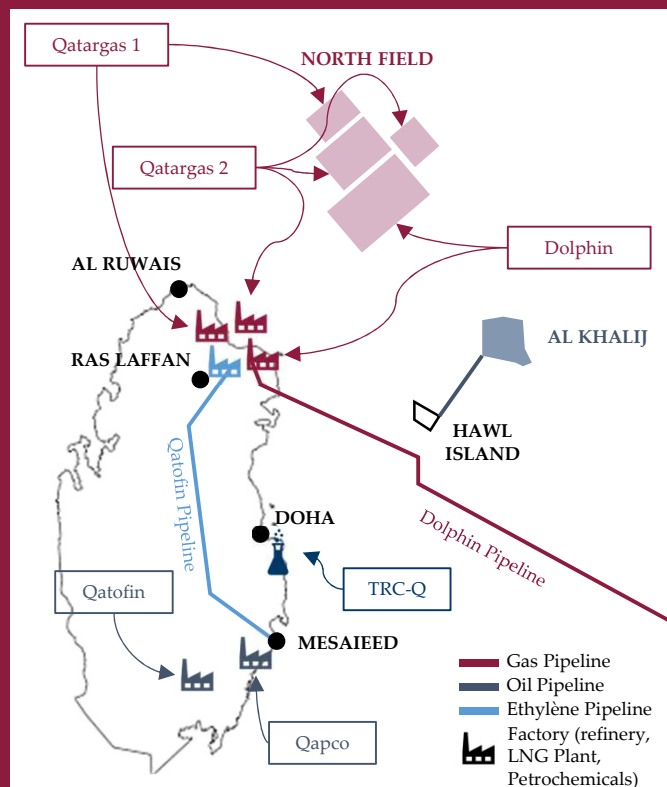 Qatargas 1
NORTH FIELD
Qatargas 2
Dolphin
AL RUWAIS
AL KHALIJ
RAS LAFFAN
HAWL
ISLAND
Qatofin Pipeline
Dolphin Pipeline
DOHA
Qatofin
TRC-Q
MESAIEED
Qapco
Gas Pipeline
Oil Pipeline
Ethylène Pipeline
Factory (refinery,
LNG Plant,
Petrochemicals)